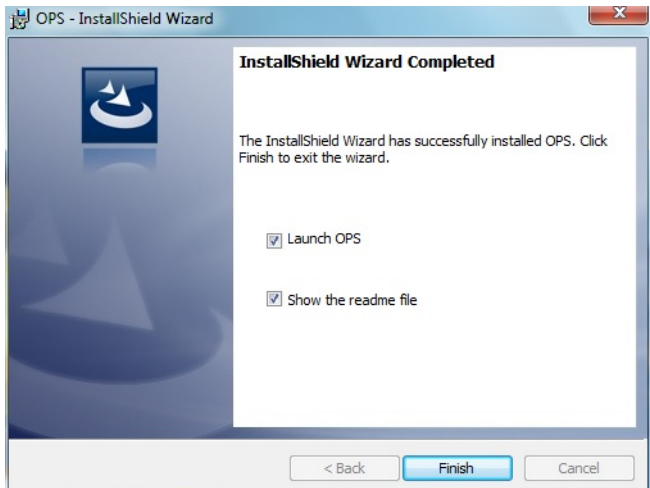 OPS - InstallShield Wizard
InstallShield Wizard Completed
The InstallShield Wizard has successfully installed OPS. Click
Finish to exit the wizard.
Launch OPS
Show the readme file
< Back
Finish
Cancel